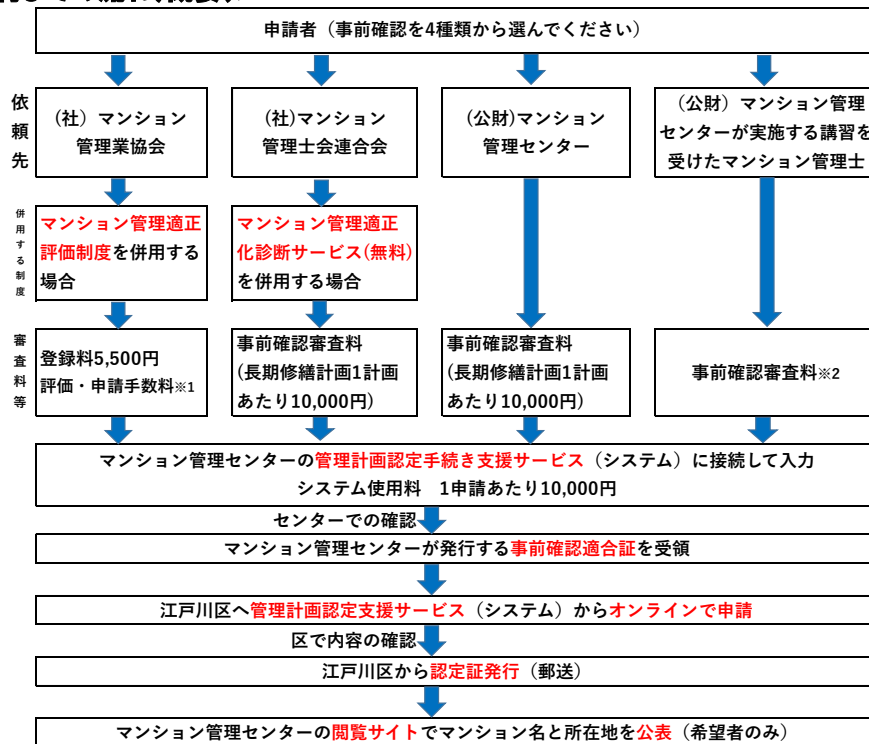 申請者（事前確認を4種類から選んでください）
依頼先
(社) マンション
管理業協会
(社)マンション
管理士会連合会
(公財)マンション
管理センター
（公財）マンション管理
センターが実施する講習を
受けたマンション管理士
併用する制度
マンション管理適正
評価制度を併用する
場合
マンション管理適正
化診断サービス(無料)
を併用する場合
審査料等
登録料5,500円
評価・申請手数料※1
事前確認審査料
(長期修繕計画1計画
あたり10,000円)
事前確認審査料
(長期修繕計画1計画
あたり10,000円)
事前確認審査料※2
マンション管理センターの管理計画認定手続き支援サービス（システム）に接続して入力
システム使用料　1申請あたり10,000円
センターでの確認
マンション管理センターが発行する事前確認適合証を受領
江戸川区へ管理計画認定支援サービス（システム）からオンラインで申請
区で内容の確認
江戸川区から認定証発行（郵送）
マンション管理センターの閲覧サイトでマンション名と所在地を公表（希望者のみ）